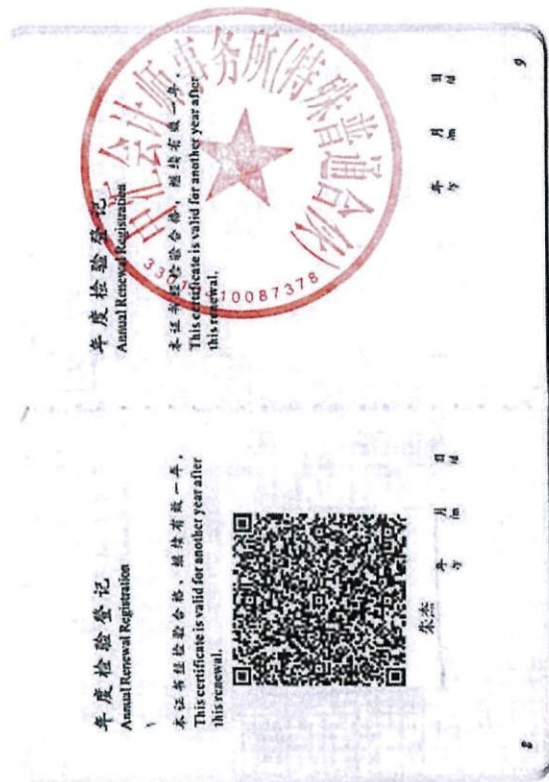 年度检验登记
Annual Renewal Registration
本证书经检验合格，继续有效一年。
This certificate is valid for another year after
this renewal.
朱杰
年 月 日
/y /m /d
8
年度检验登记
Annual Renewal Registration
本证书经检验合格，继续有效一年。
This certificate is valid for another year after
this renewal.
年 月 日
/y /m /d
9
中汇会计师事务所(特殊普通合伙)